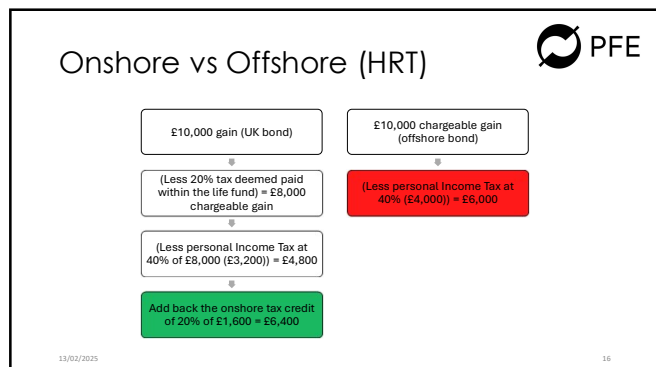 Onshore vs Offshore (HRT)
PFE
£10,000 gain (UK bond)
(Less 20% tax deemed paid
within the life fund) = £8,000
chargeable gain
(Less personal Income Tax at
40% of £8,000 (£3,200)) = £4,800
Add back the onshore tax credit
of 20% of £1,600 = £6,400
£10,000 chargeable gain
(offshore bond)
(Less personal Income Tax at
40% (£4,000)) = £6,000
13/02/2025
16